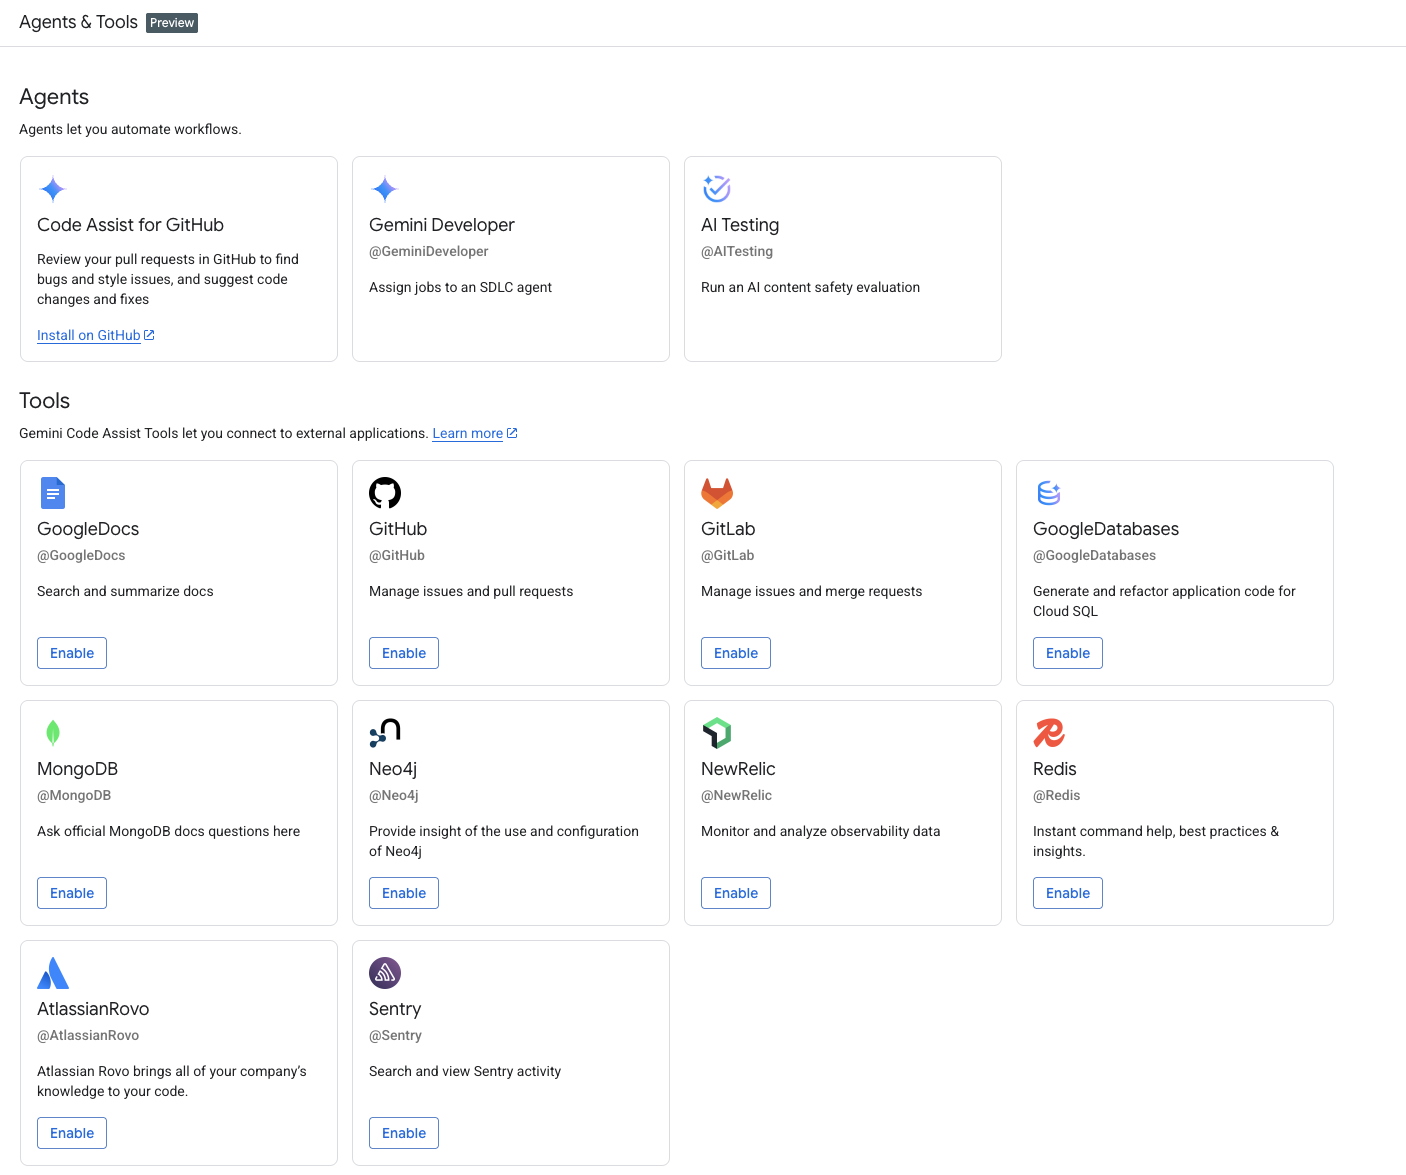 Agents & Tools Preview
Agents
Agents let you automate workflows.
Code Assist for GitHub
Review your pull requests in GitHub to find
bugs and style issues, and suggest code
changes and fixes
Install on GitHub
Gemini Developer
@GeminiDeveloper
Assign jobs to an SDLC agent
AI Testing
@AITesting
Run an AI content safety evaluation
Tools
Gemini Code Assist Tools let you connect to external applications. Learn more
GoogleDocs
@GoogleDocs
Search and summarize docs
Enable
GitHub
@GitHub
Manage issues and pull requests
Enable
GitLab
@GitLab
Manage issues and merge requests
Enable
GoogleDatabases
@GoogleDatabases
Generate and refactor application code for
Cloud SQL
Enable
MongoDB
@MongoDB
Ask official MongoDB docs questions here
Enable
Neo4j
@Neo4j
Provide insight of the use and configuration
of Neo4j
Enable
NewRelic
@NewRelic
Monitor and analyze observability data
Enable
Redis
@Redis
Instant command help, best practices &
insights.
Enable
AtlassianRovo
@AtlassianRovo
Atlassian Rovo brings all of your company’s
knowledge to your code.
Enable
Sentry
@Sentry
Search and view Sentry activity
Enable